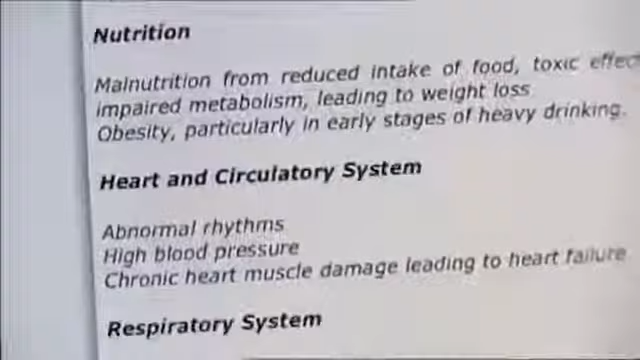 Nutrition
Malnutrition from reduced intake of food, toxic effect
impaired metabolism, leading to weight loss
Obesity, particularly in early stages of heavy drinking.
Heart and Circulatory System
Abnormal rhythms
High blood pressure
Chronic heart muscle damage leading to heart failure
Respiratory System